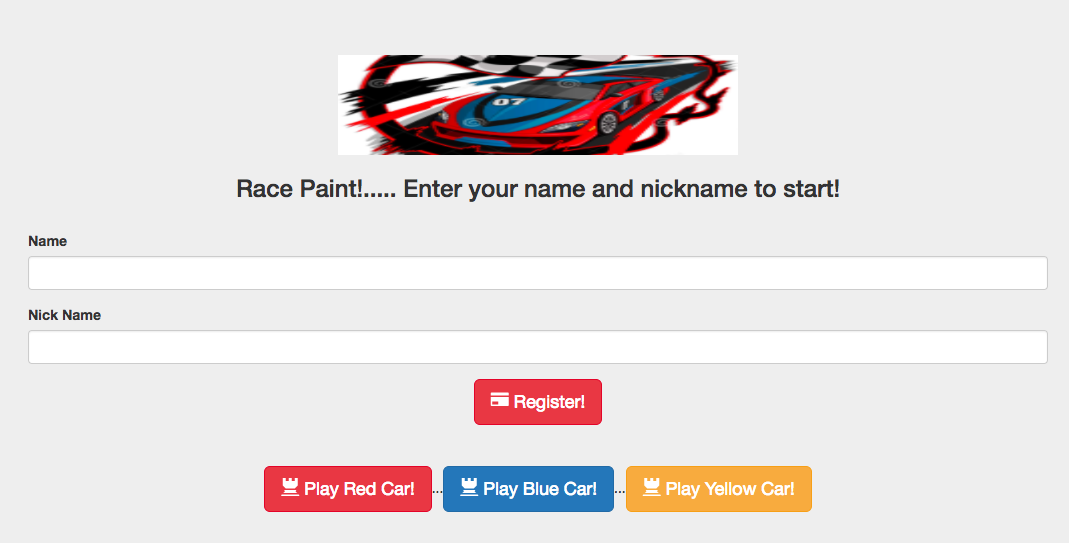 07
Race Paint!..... Enter your name and nickname to start!
Name
Nick Name
Register!
Play Red Car!...Play Blue Car!...Play Yellow Car!